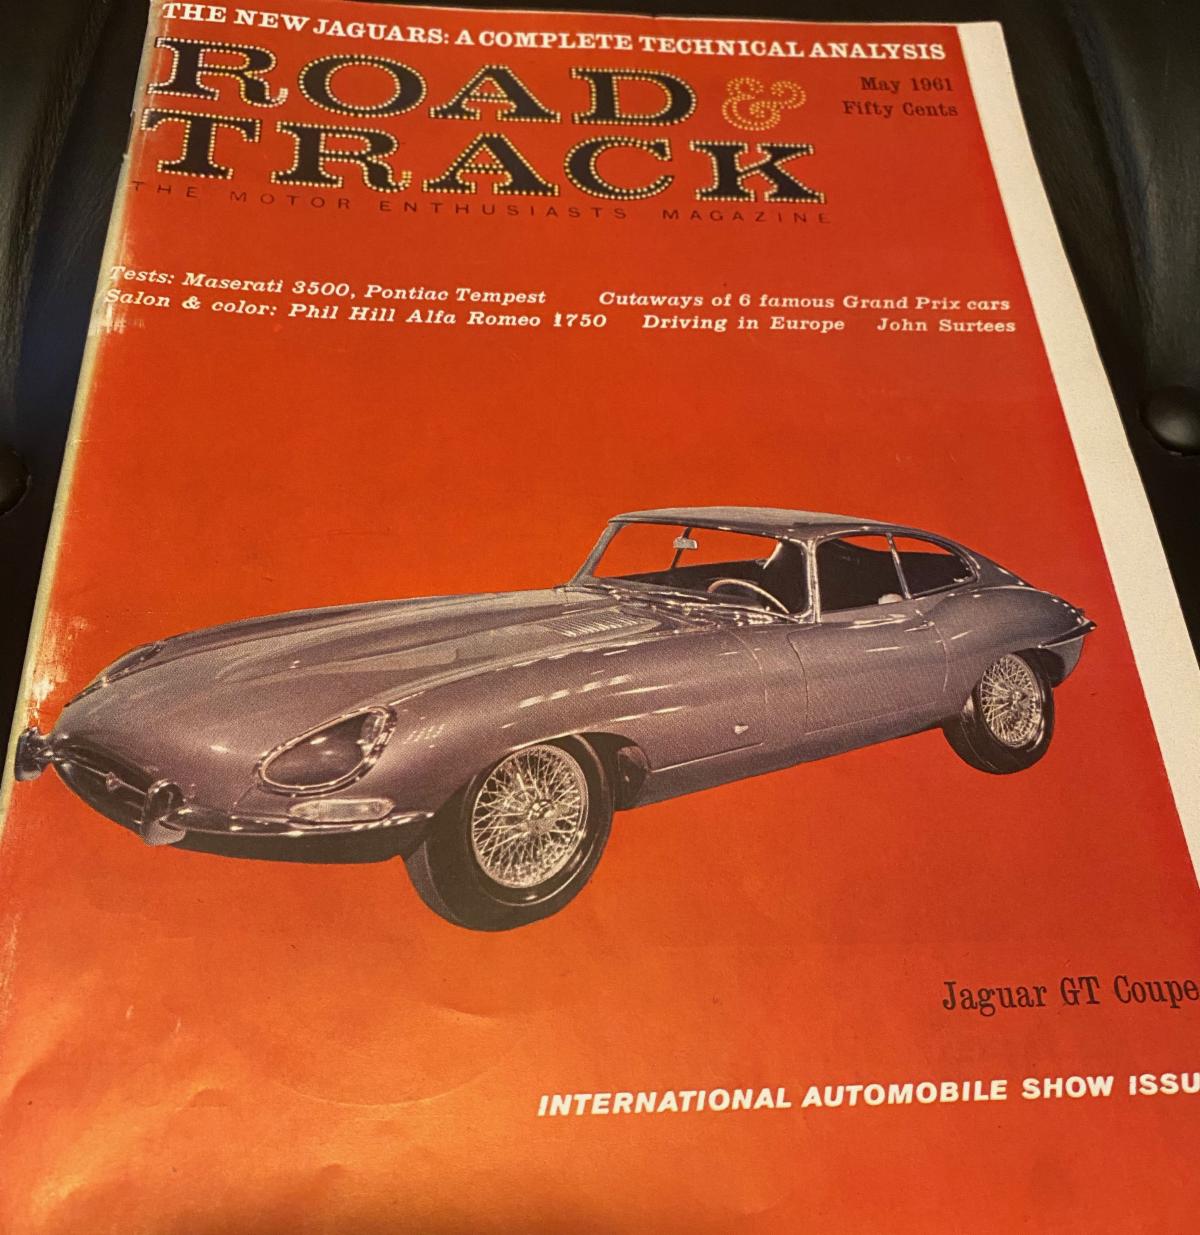 THE NEW JAGUARS: A COMPLETE TECHNICAL ANALYSIS
ROAD &
TRACK
May 1961
Fifty Cents
THE MOTOR ENTHUSIASTS MAGAZINE
Tests: Maserati 3500, Pontiac Tempest
Salon & color: Phil Hill Alfa Romeo 1750
Cutaways of 6 famous Grand Prix cars
Driving in Europe John Surtees
Jaguar GT Coupe
INTERNATIONAL AUTOMOBILE SHOW ISSU